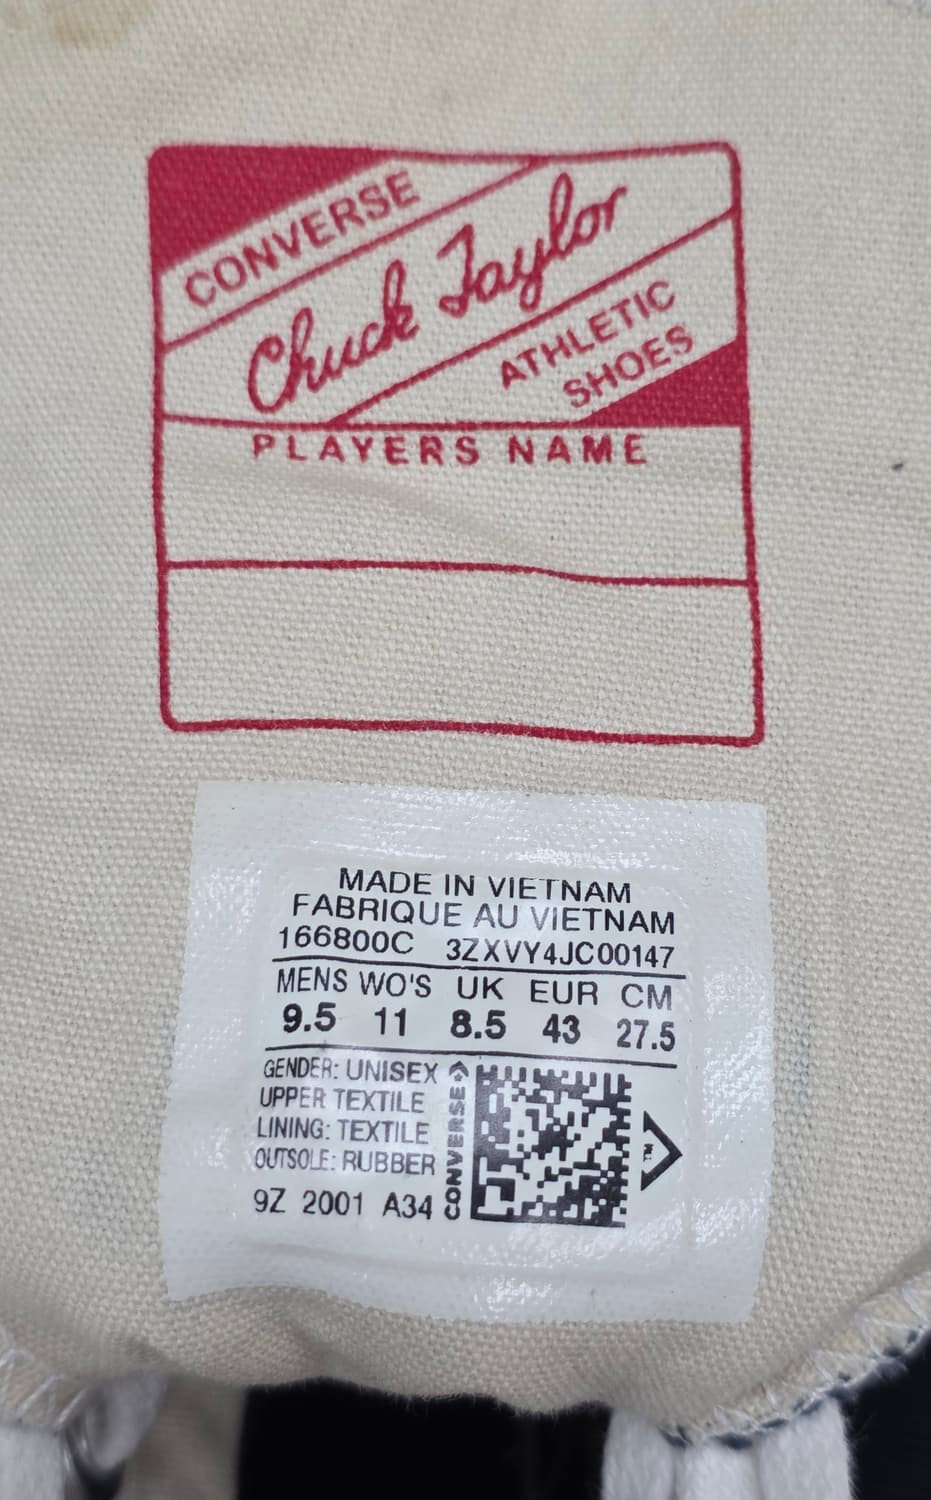 CONVERSE
Chuck Taylor
ATHLETIC
SHOES
PLAYERS NAME
MADE IN VIETNAM
FABRIQUE AU VIETNAM
166800C 3ZXVY4JC00147
MENS WO'S UK EUR CM
9.5 11 8.5 43 27.5
GENDER: UNISEX
UPPER TEXTILE
LINING: TEXTILE
OUTSOLE: RUBBER
9Z 2001 A34
CONVERSE
TM